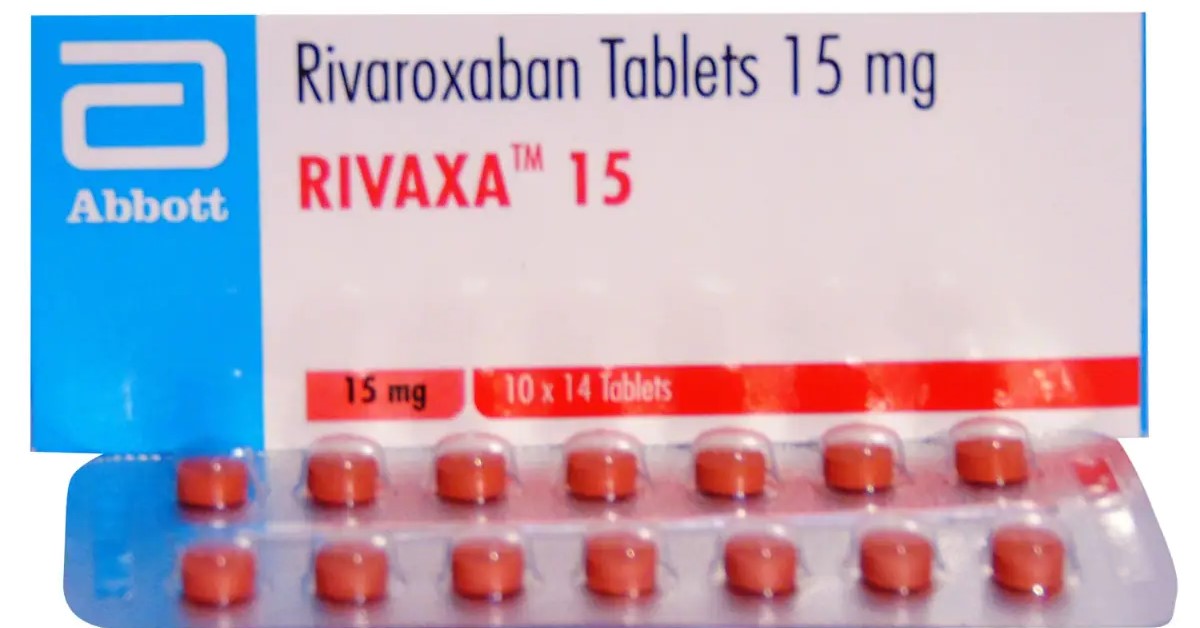 Abbott
Rivaroxaban Tablets 15 mg
RIVAXA™ 15
15 mg
10 x 14 Tablets